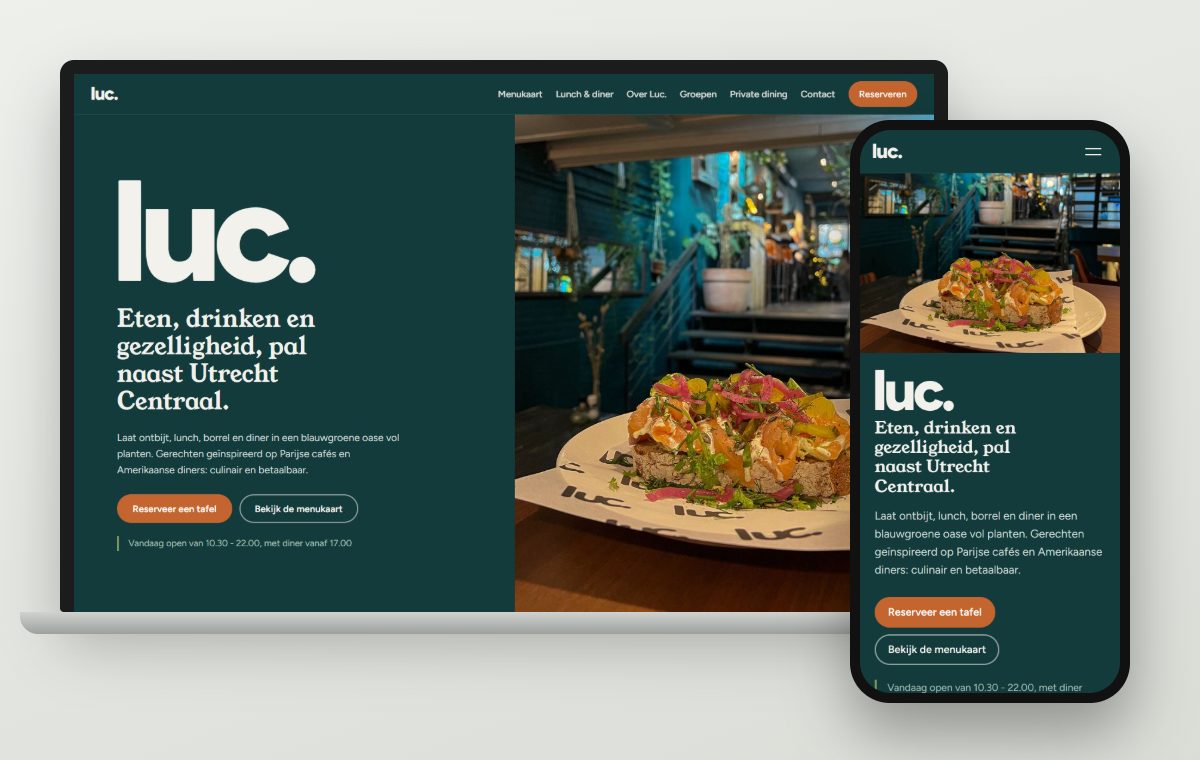 luc.
Menukaart Lunch & diner Over Luc. Groepen Private dining Contact Reserveren
luc.
Eten, drinken en
gezelligheid, pal
naast Utrecht
Centraal.
Laat ontbijt, lunch, borrel en diner in een blauwgroene oase vol
planten. Gerechten geïnspireerd op Parijse cafés en
Amerikaanse diners: culinair en betaalbaar.
Reserveer een tafel Bekijk de menukaart
Vandaag open van 10.30 - 22.00, met diner vanaf 17.00
luc.
luc.
luc.
luc.
luc.
luc.
luc.
Eten, drinken en
gezelligheid, pal
naast Utrecht
Centraal.
Laat ontbijt, lunch, borrel en diner in een
blauwgroene oase vol planten. Gerechten
geïnspireerd op Parijse cafés en Amerikaanse
diners: culinair en betaalbaar.
Reserveer een tafel
Bekijk de menukaart
Vandaag open van 10.30 - 22.00, met diner